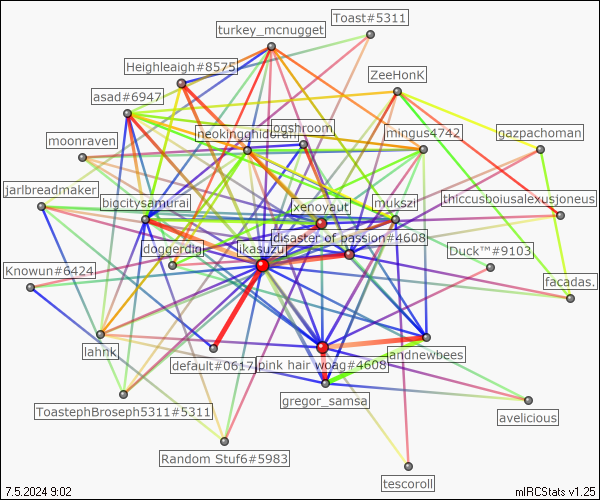 Toast#5311
turkey_mcnugget
Heighleaigh#8575
ZeeHonK
asad#6947
ogshroom
neokingghidorah
mingus4742
gazpachoman
moonraven
jarlbreadmaker
bigcitysamurai
xenovaut
mukszi
thiccusboiusalexusjoneus
disaster of passion#4608
doggerdig
ikasuzu
Duck™#9103
Knowun#6424
facadas.
lahnk
default#0617
pink hair woag#4608
andnewbees
gregor_samsa
ToastephBroseph5311#5311
avelicious
Random Stuf6#5983
tescoroll
7.5.2024 9:02
mIRCStats v1.25